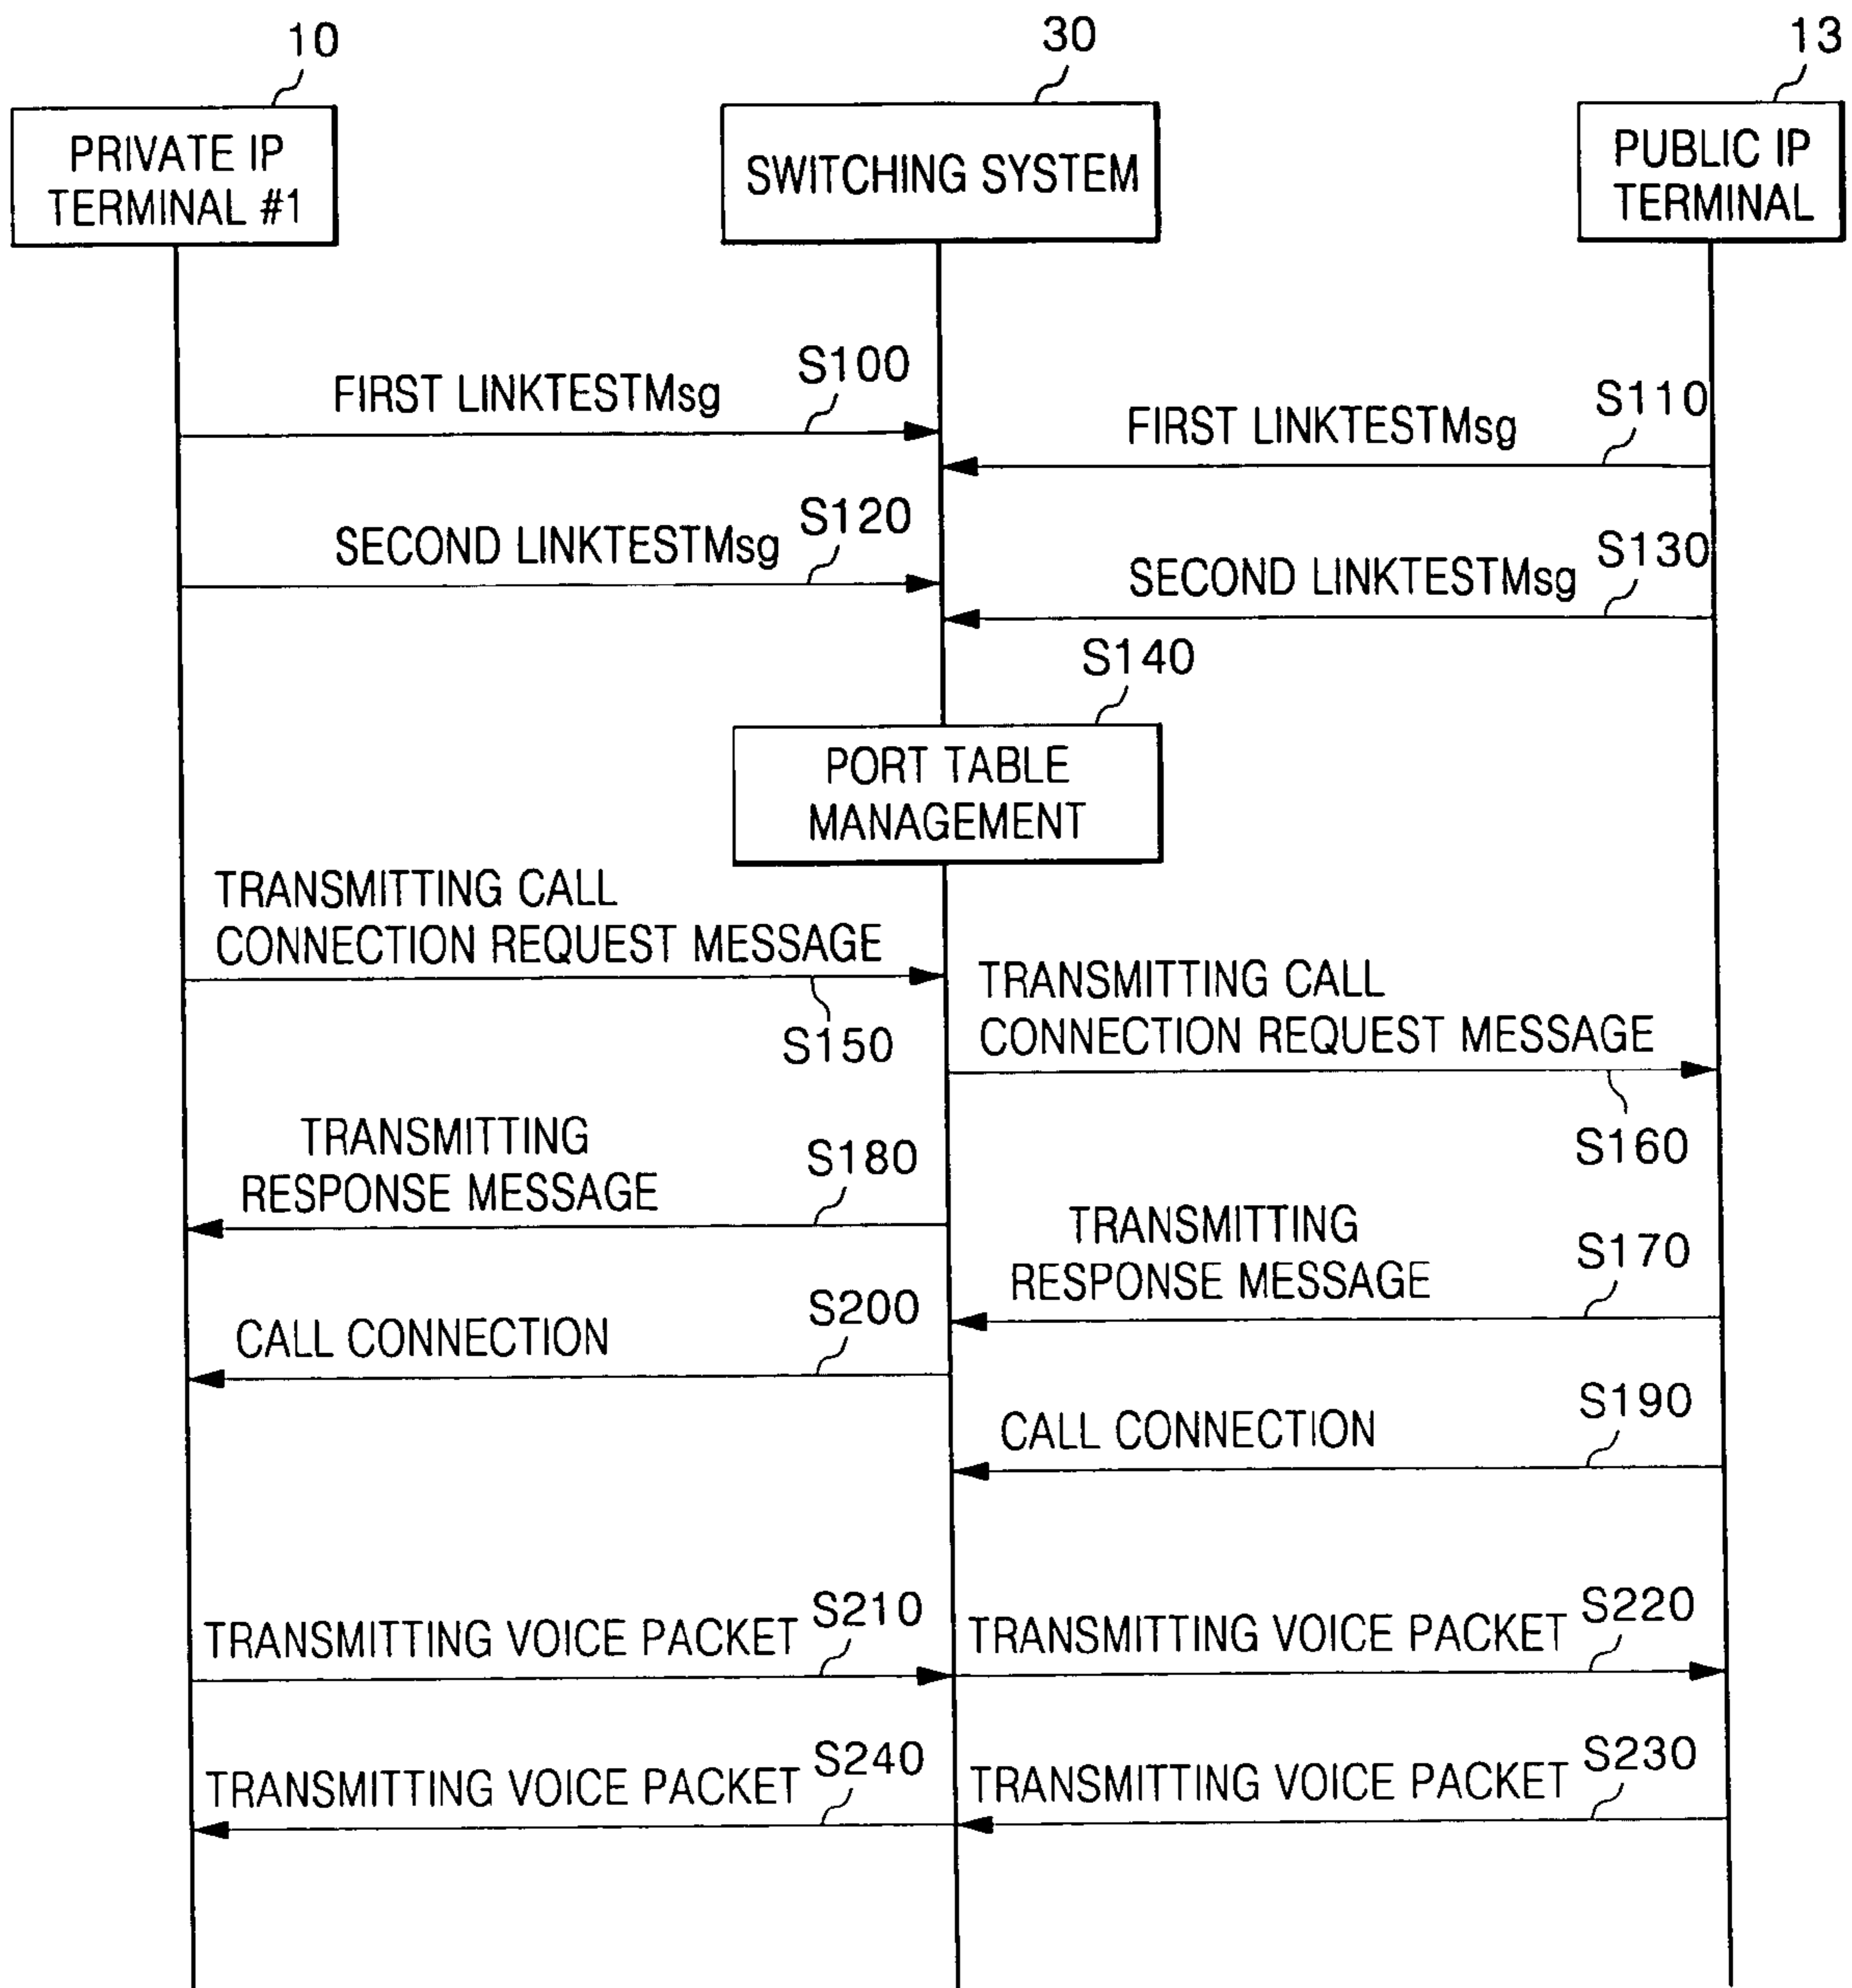 10
30
13
PRIVATE IP
TERMINAL #1
SWITCHING SYSTEM
PUBLIC IP
TERMINAL
FIRST LINKTESTMsg
S100
FIRST LINKTESTMsg
S110
SECOND LINKTESTMsg
S120
SECOND LINKTESTMsg
S130
S140
PORT TABLE
MANAGEMENT
TRANSMITTING CALL
CONNECTION REQUEST MESSAGE
S150
TRANSMITTING CALL
CONNECTION REQUEST MESSAGE
S160
TRANSMITTING
RESPONSE MESSAGE
S180
TRANSMITTING
RESPONSE MESSAGE
S170
CALL CONNECTION
S200
CALL CONNECTION
S190
TRANSMITTING VOICE PACKET
S210
TRANSMITTING VOICE PACKET
S220
TRANSMITTING VOICE PACKET
S240
TRANSMITTING VOICE PACKET
S230